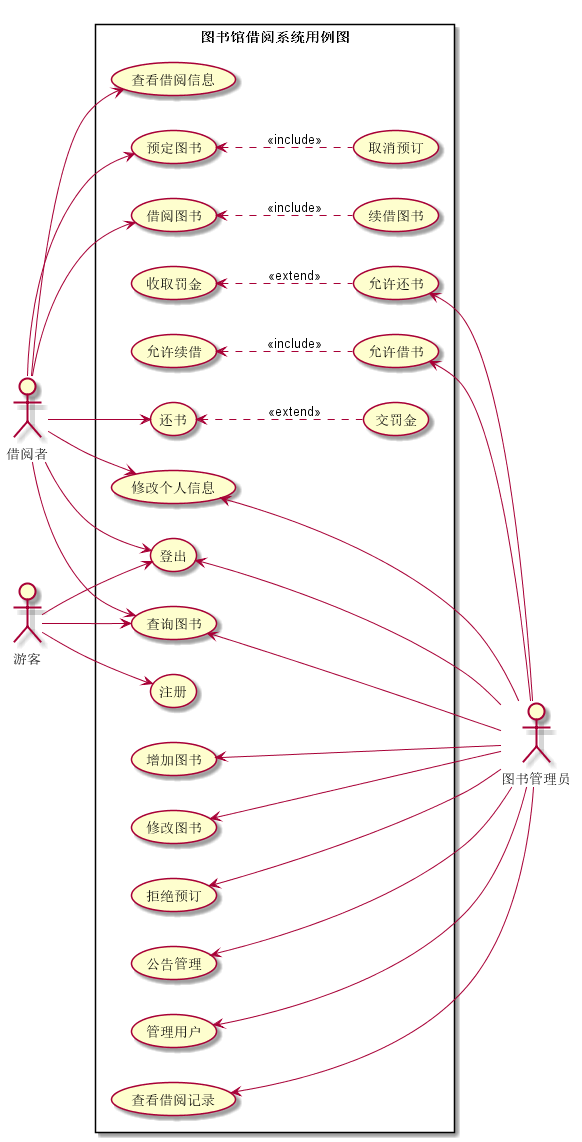 图书馆借阅系统用例图
查看借阅信息
预定图书
«include»
取消预订
借阅图书
«include»
续借图书
收取罚金
«extend»
允许还书
允许续借
«include»
允许借书
还书
«extend»
交罚金
借阅者
修改个人信息
登出
查询图书
游客
注册
增加图书
图书管理员
修改图书
拒绝预订
公告管理
管理用户
查看借阅记录